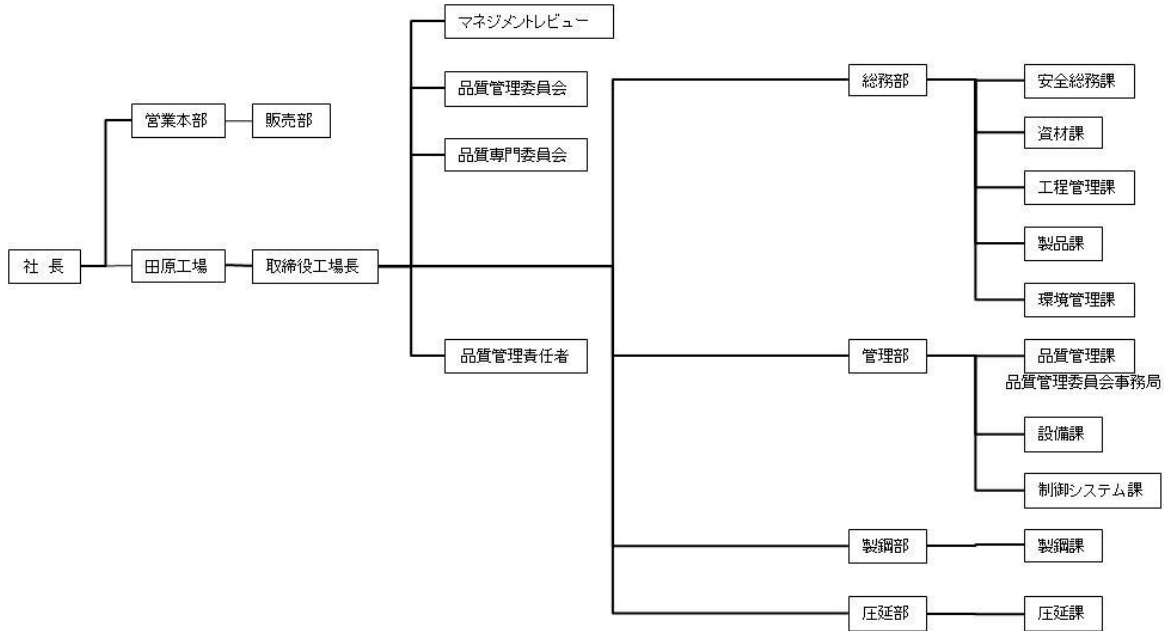 マネジメントレビュー
品質管理委員会
品質専門委員会
営業本部
販売部
社 長
田原工場
取締役工場長
品質管理責任者
総務部
安全総務課
資材課
工程管理課
製品課
環境管理課
管理部
品質管理課
品質管理委員会事務局
設備課
制御システム課
製鋼部
製鋼課
圧延部
圧延課